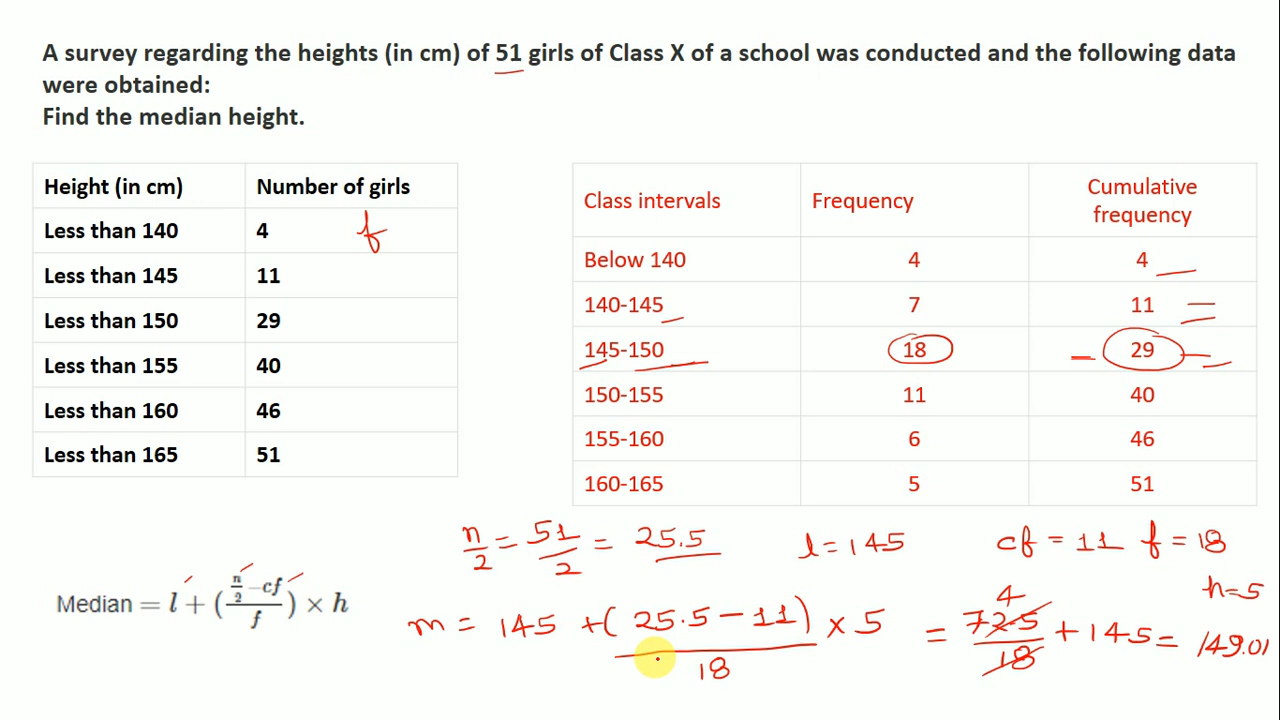 A survey regarding the heights (in cm) of 51 girls of Class X of a school was conducted and the following data
were obtained:
Find the median height.
Height (in cm) Number of girls
Less than 140 4 f
Less than 145 11
Less than 150 29
Less than 155 40
Less than 160 46
Less than 165 51
Class intervals Frequency Cumulative frequency
Below 140 4 4
140-145 7 11
145-150 18 29
150-155 11 40
155-160 6 46
160-165 5 51
n/2 = 51/2 = 25.5 l = 145 cf = 11 f = 18
h = 5
Median = l + ((n/2 - cf)/f) × h
m = 145 + (25.5 - 11)/18 × 5 = 72.5/18 4 + 145 = 149.01